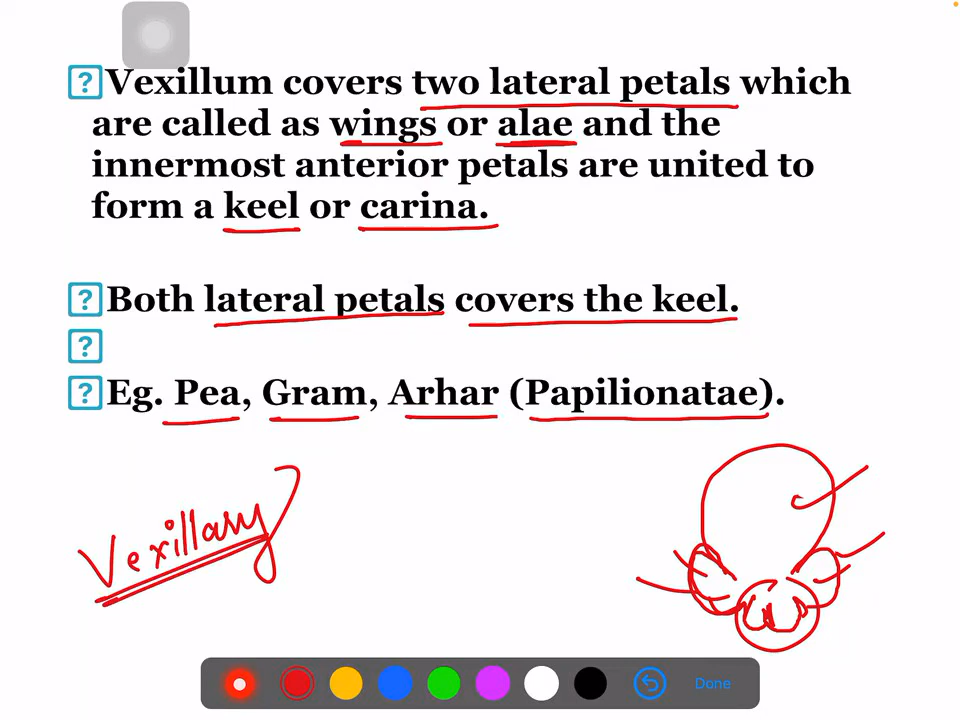 Vexillum covers two lateral petals which
are called as wings or alae and the
innermost anterior petals are united to
form a keel or carina.
Both lateral petals covers the keel.
Eg. Pea, Gram, Arhar (Papilionatae).
Vexillary
Done